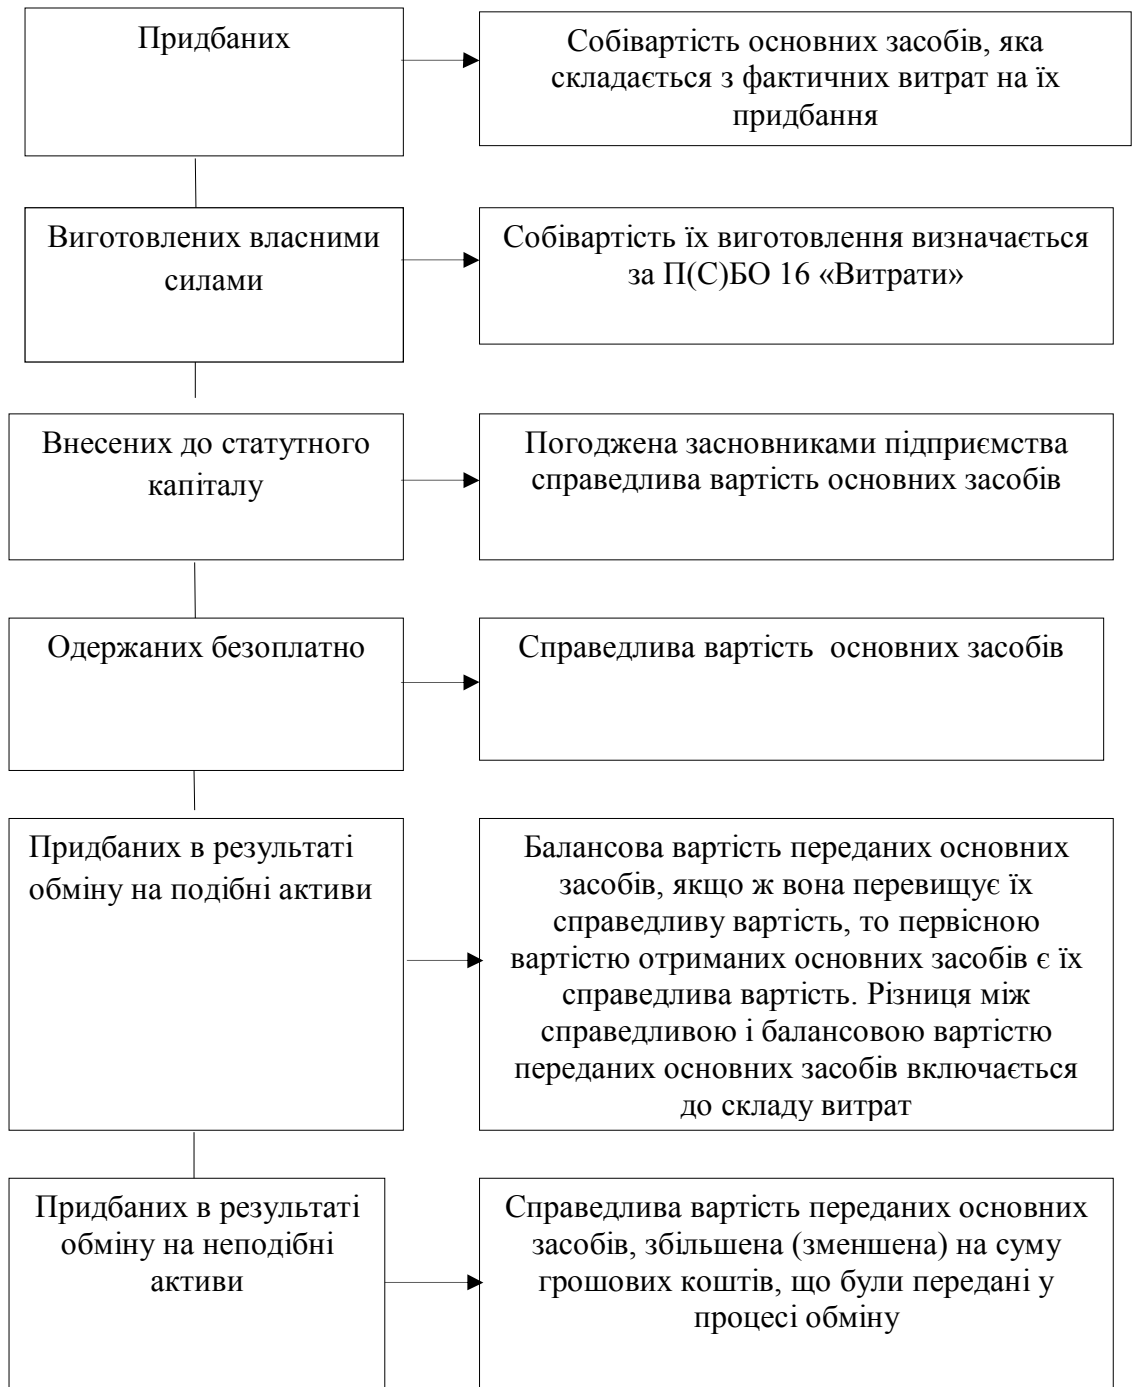 Придбаних
Собівартість основних засобів, яка
складається з фактичних витрат на їх
придбання
Виготовлених власними
силами
Собівартість їх виготовлення визначається
за П(С)БО 16 «Витрати»
Внесених до статутного
капіталу
Погоджена засновниками підприємства
справедлива вартість основних засобів
Одержаних безоплатно
Справедлива вартість основних засобів
Придбаних в результаті
обміну на подібні активи
Балансова вартість переданих основних
засобів, якщо ж вона перевищує їх
справедливу вартість, то первісною
вартістю отриманих основних засобів є їх
справедлива вартість. Різниця між
справедливою і балансовою вартістю
переданих основних засобів включається
до складу витрат
Придбаних в результаті
обміну на неподібні
активи
Справедлива вартість переданих основних
засобів, збільшена (зменшена) на суму
грошових коштів, що були передані у
процесі обміну